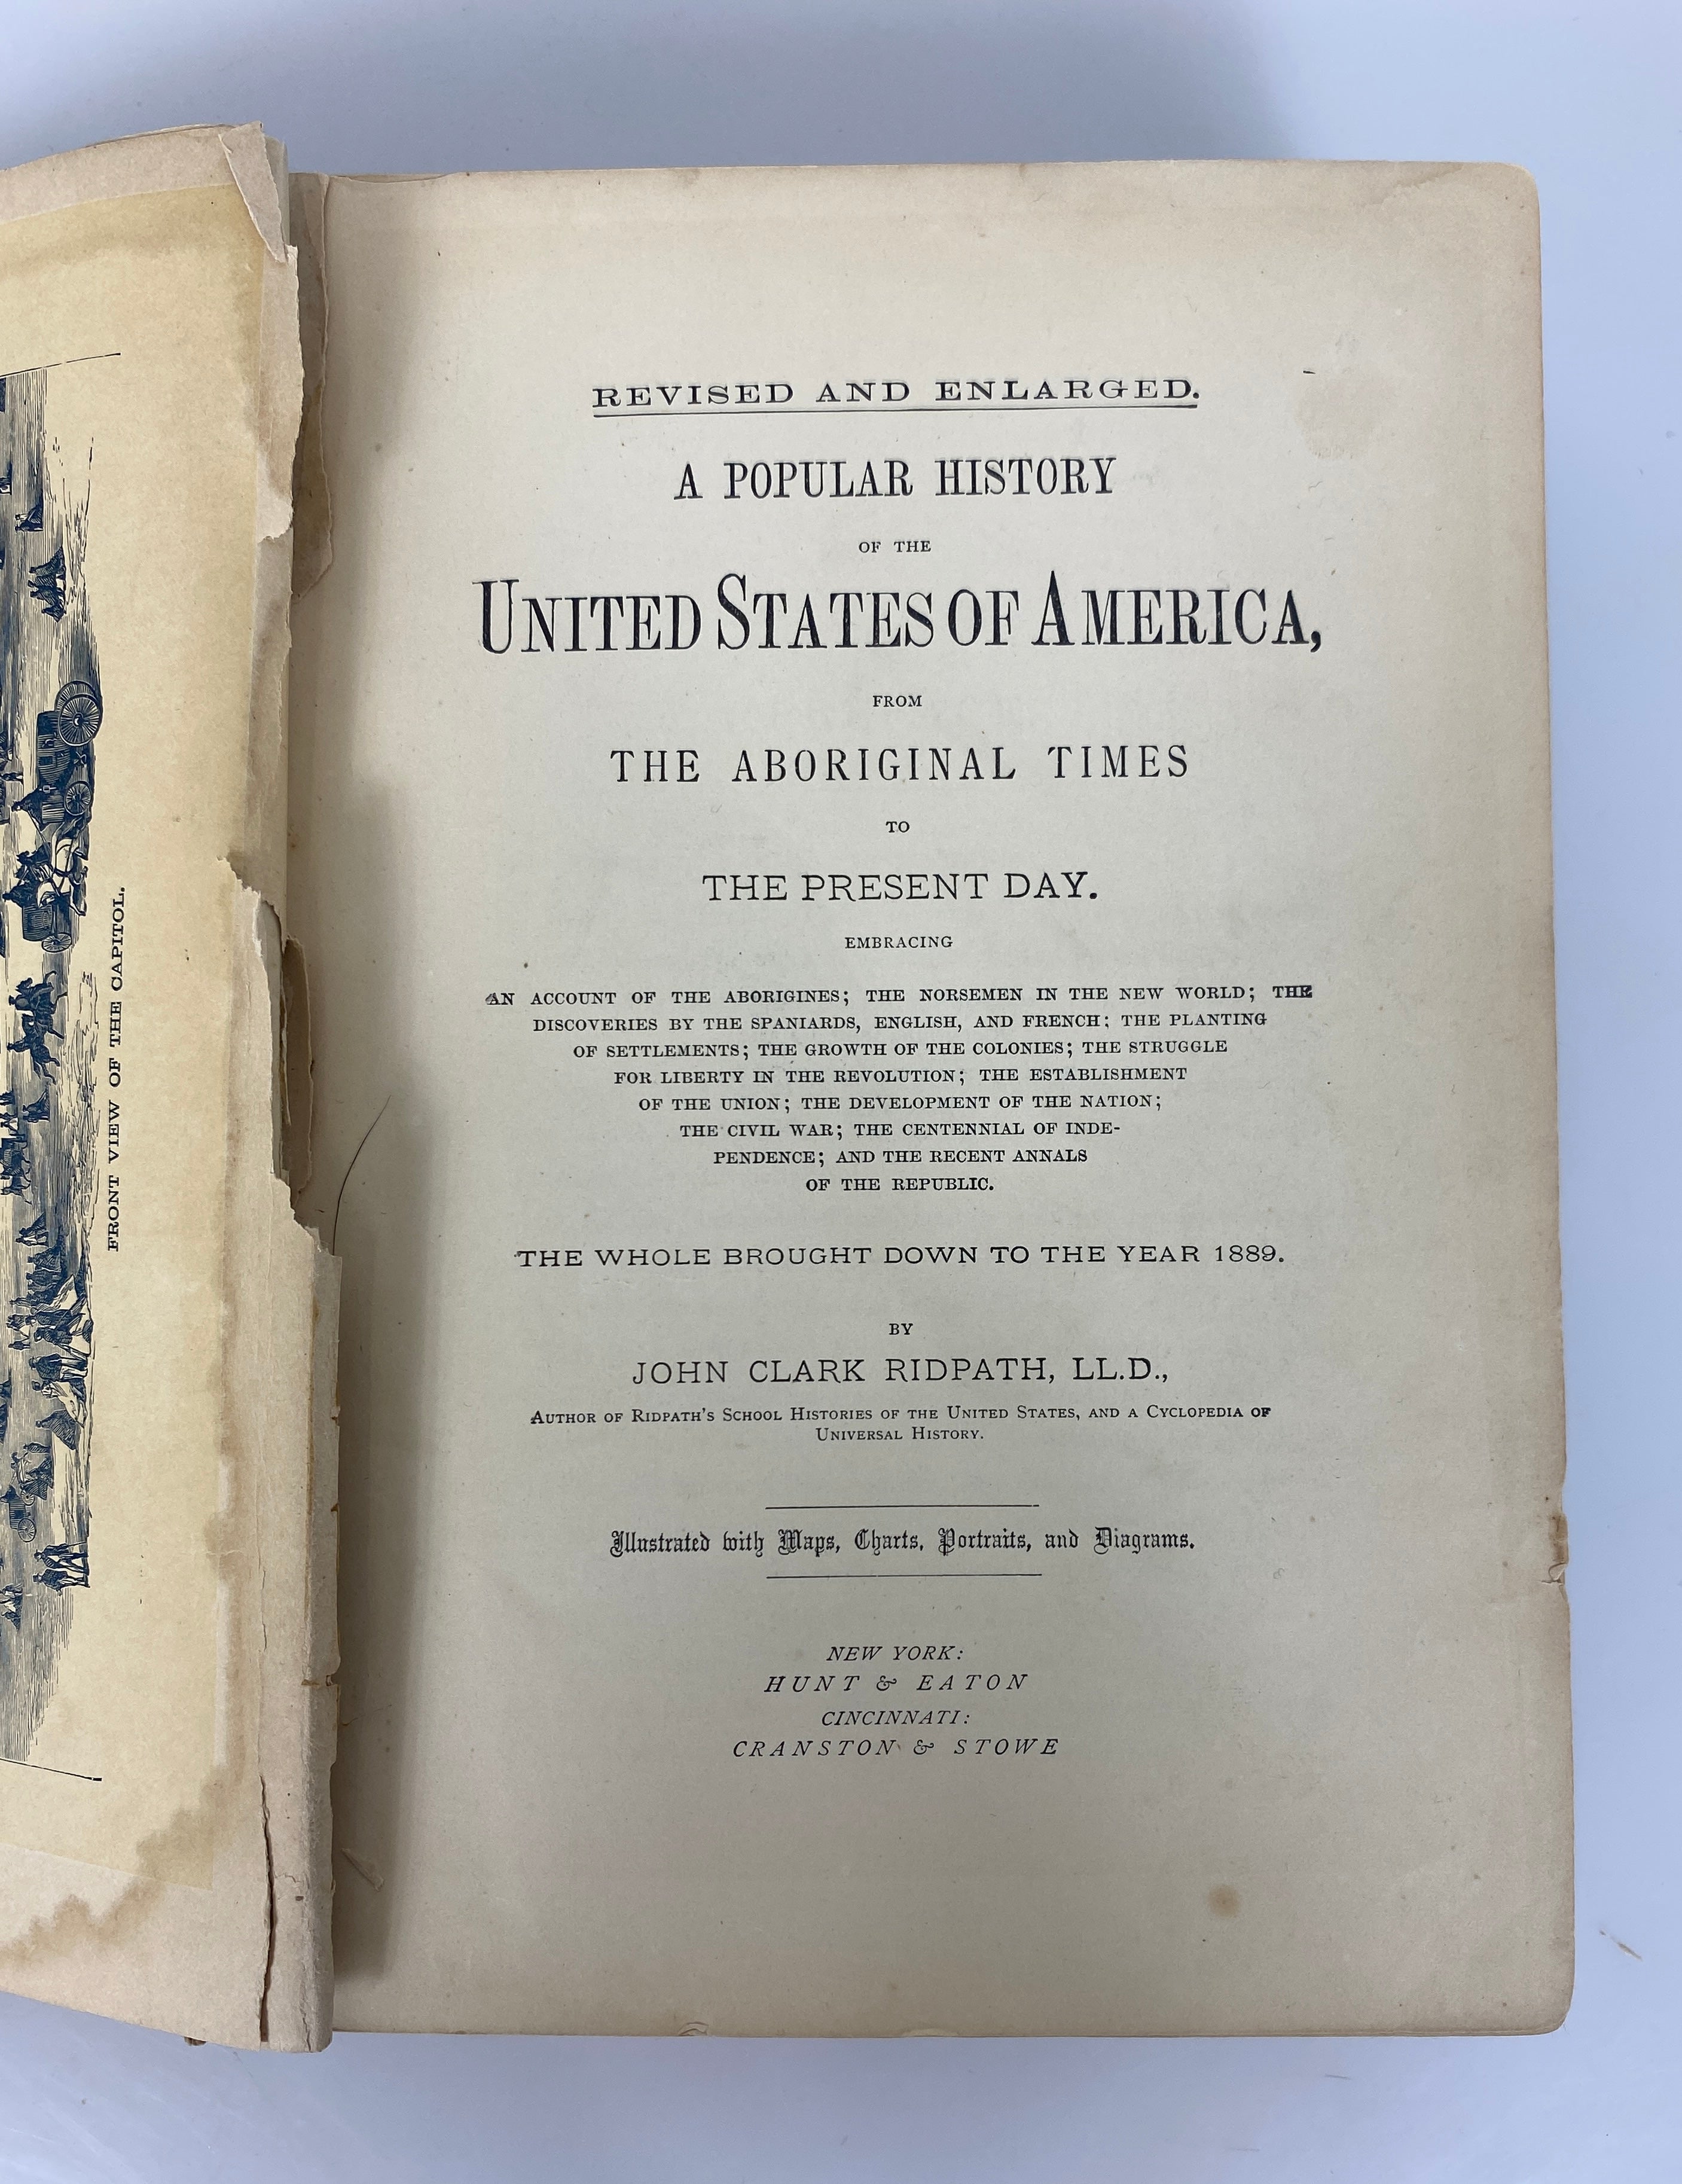 FRONT VIEW OF THE CAPITOL.
REVISED AND ENLARGED.
A POPULAR HISTORY
OF THE
UNITED STATES OF AMERICA,
FROM
THE ABORIGINAL TIMES
TO
THE PRESENT DAY.
EMBRACING
AN ACCOUNT OF THE ABORIGINES; THE NORSEMEN IN THE NEW WORLD; THE
DISCOVERIES BY THE SPANIARDS, ENGLISH, AND FRENCH; THE PLANTING
OF SETTLEMENTS; THE GROWTH OF THE COLONIES; THE STRUGGLE
FOR LIBERTY IN THE REVOLUTION; THE ESTABLISHMENT
OF THE UNION; THE DEVELOPMENT OF THE NATION;
THE CIVIL WAR; THE CENTENNIAL OF INDE-
PENDENCE; AND THE RECENT ANNALS
OF THE REPUBLIC.
THE WHOLE BROUGHT DOWN TO THE YEAR 1889.
BY
JOHN CLARK RIDPATH, LL.D.,
AUTHOR OF RIDPATH'S SCHOOL HISTORIES OF THE UNITED STATES, AND A CYCLOPEDIA OF
UNIVERSAL HISTORY.
Illustrated with Maps, Charts, Portraits, and Diagrams.
NEW YORK:
HUNT & EATON
CINCINNATI:
CRANSTON & STOWE